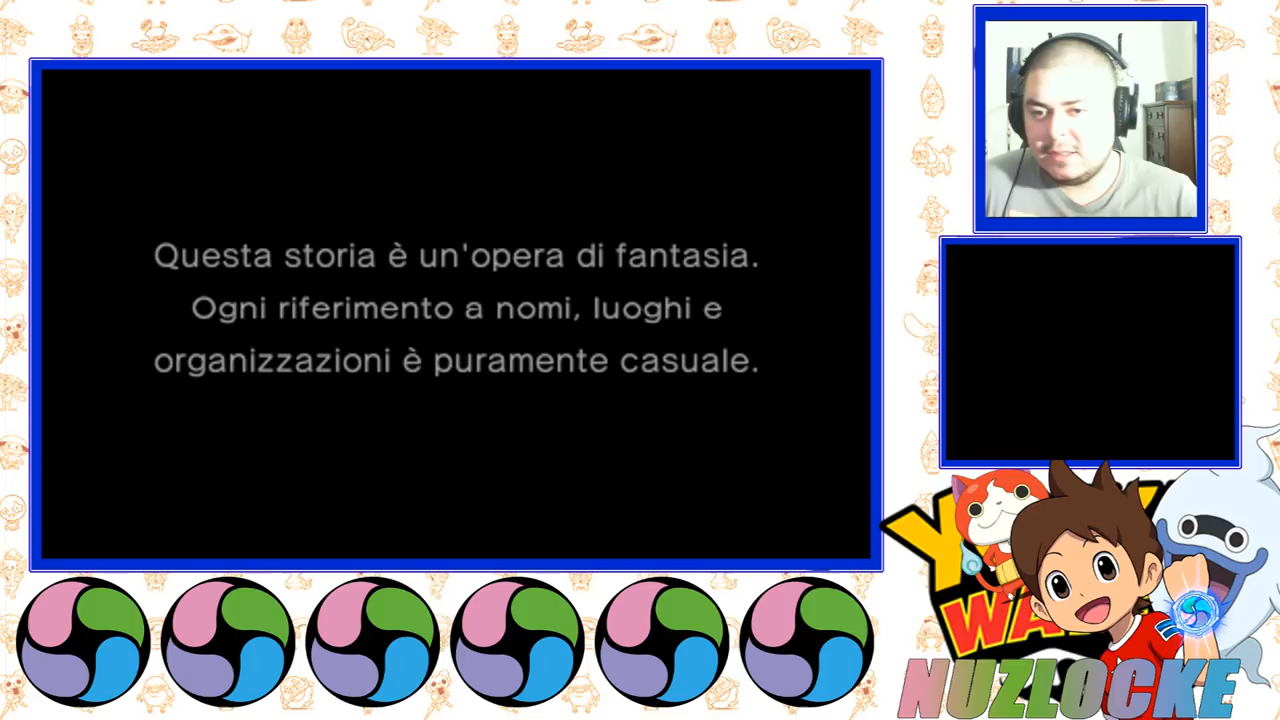 Questa storia è un'opera di fantasia.
Ogni riferimento a nomi, luoghi e
organizzazioni è puramente casuale.
NUZLOCKE